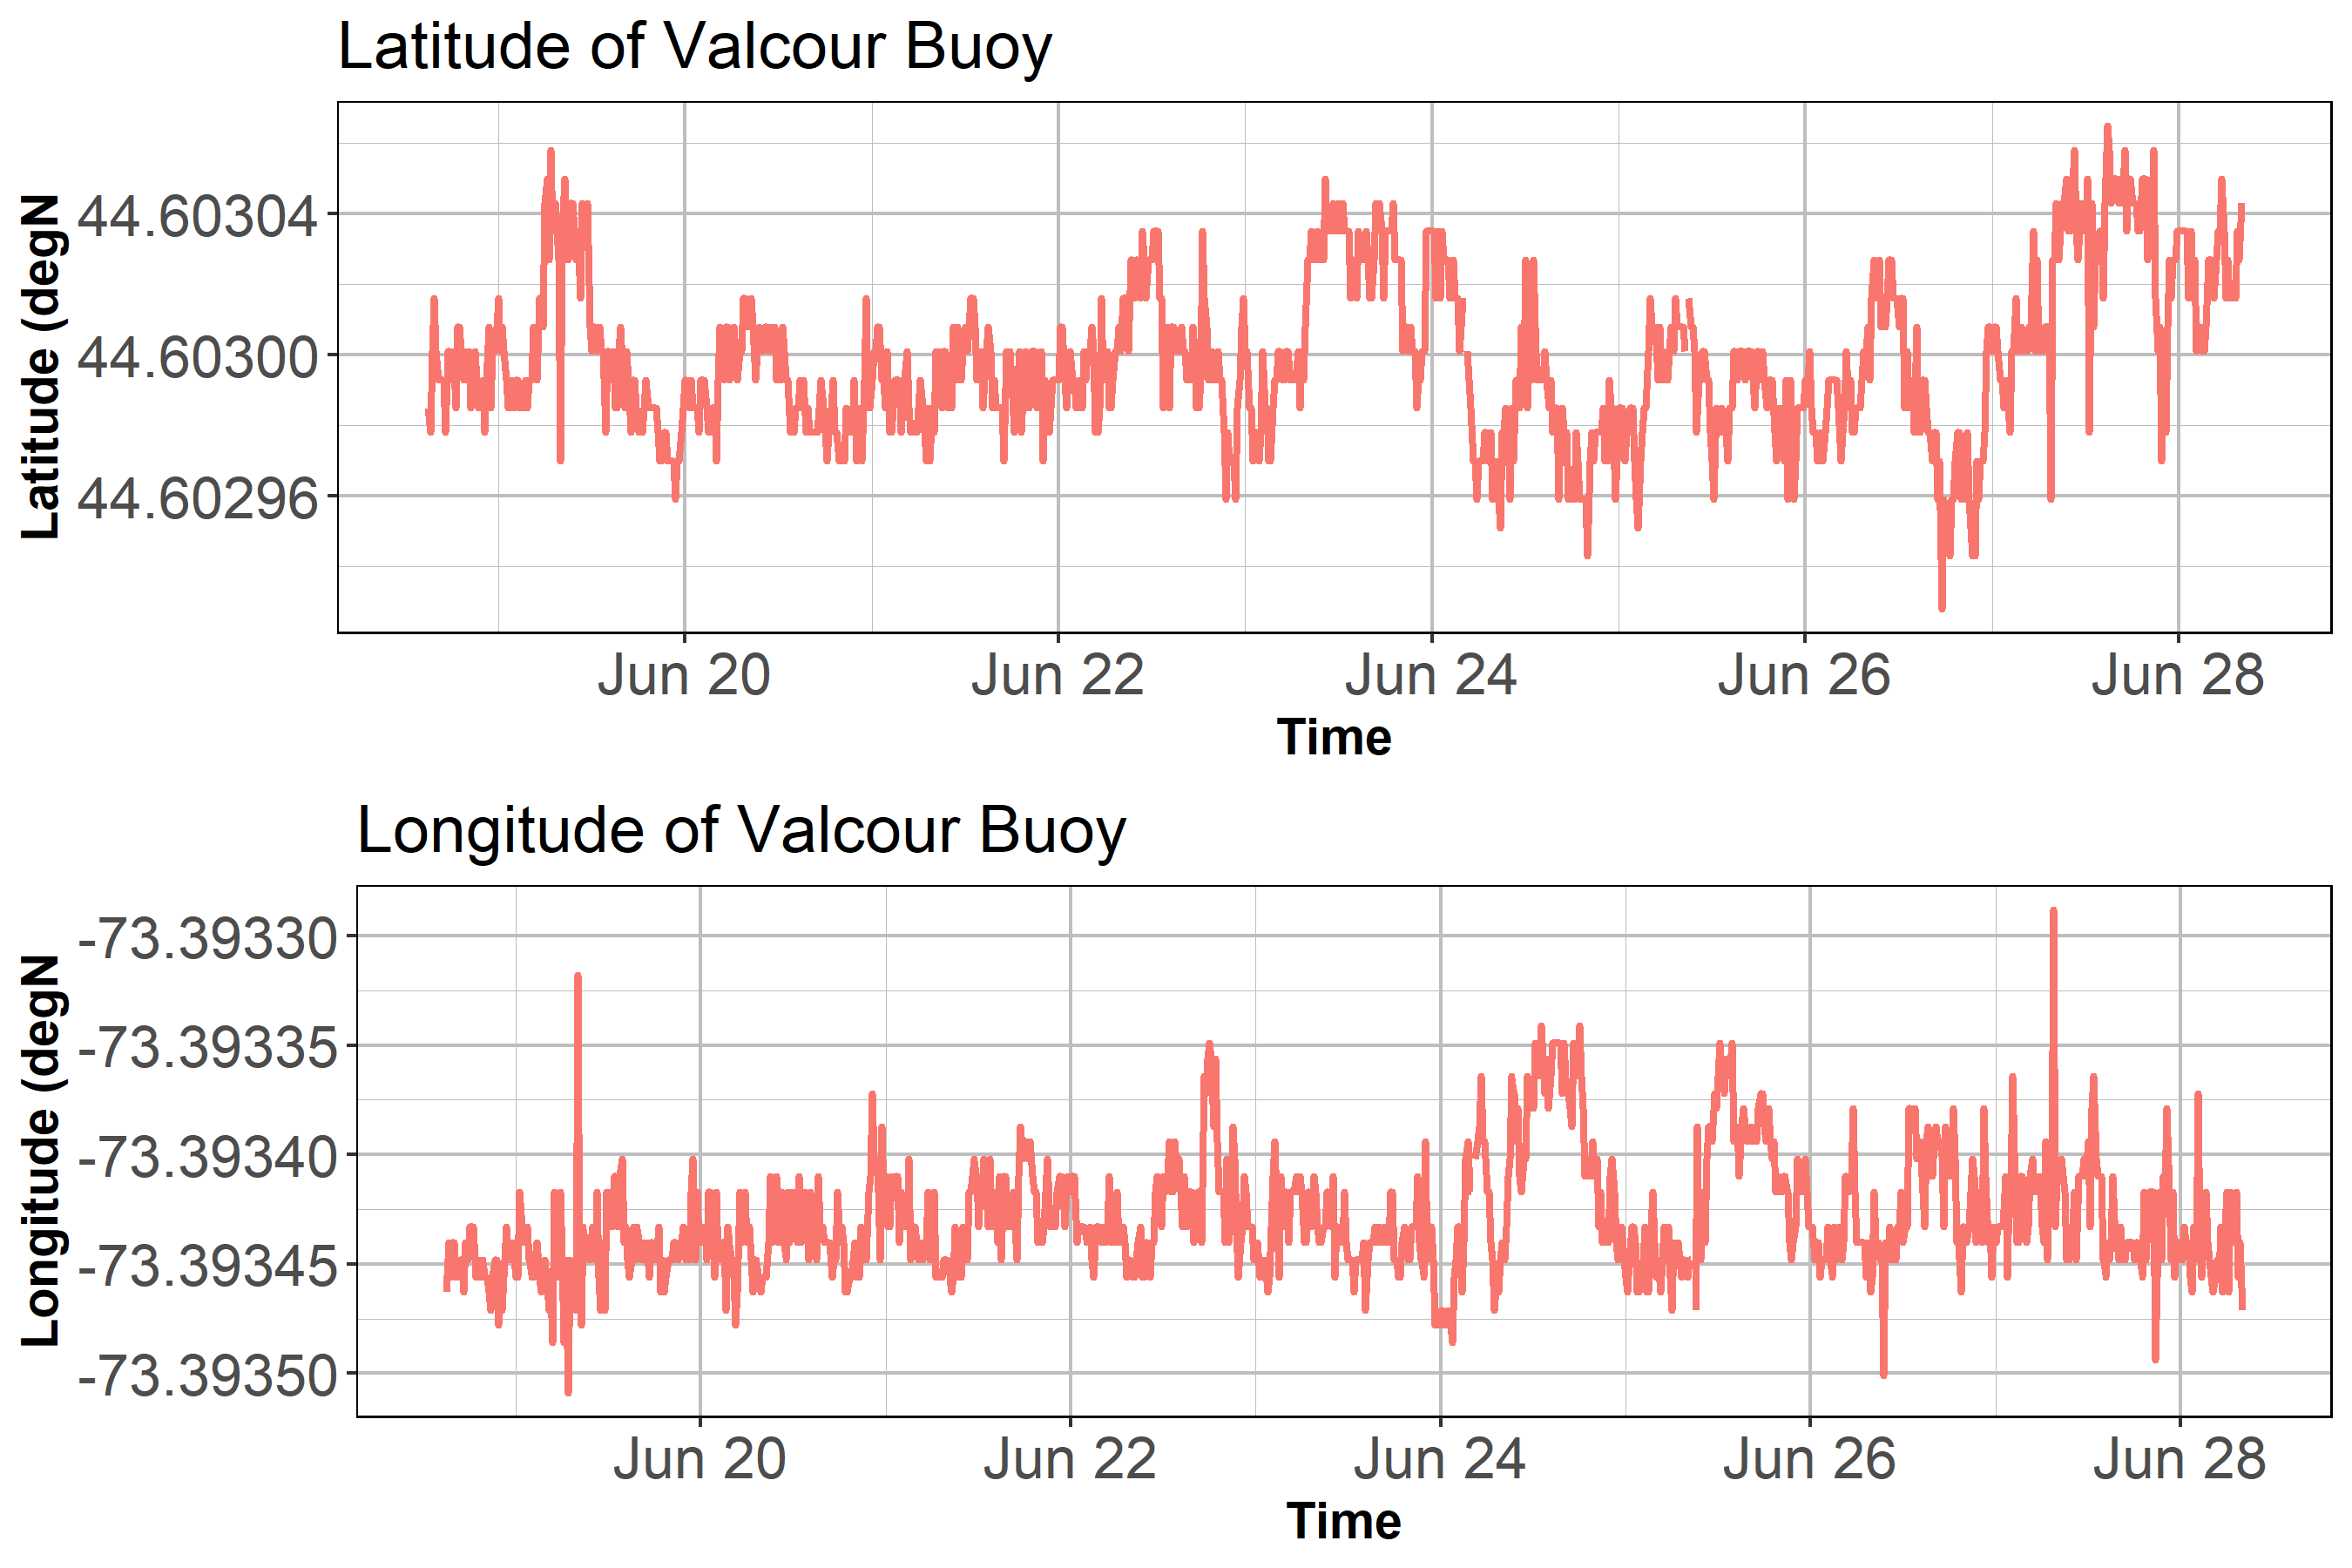 Latitude of Valcour Buoy
Latitude (degN
44.60304
44.60300
44.60296
Jun 20 Jun 22 Jun 24 Jun 26 Jun 28
Time
Longitude of Valcour Buoy
Longitude (degN
-73.39330
-73.39335
-73.39340
-73.39345
-73.39350
Jun 20 Jun 22 Jun 24 Jun 26 Jun 28
Time